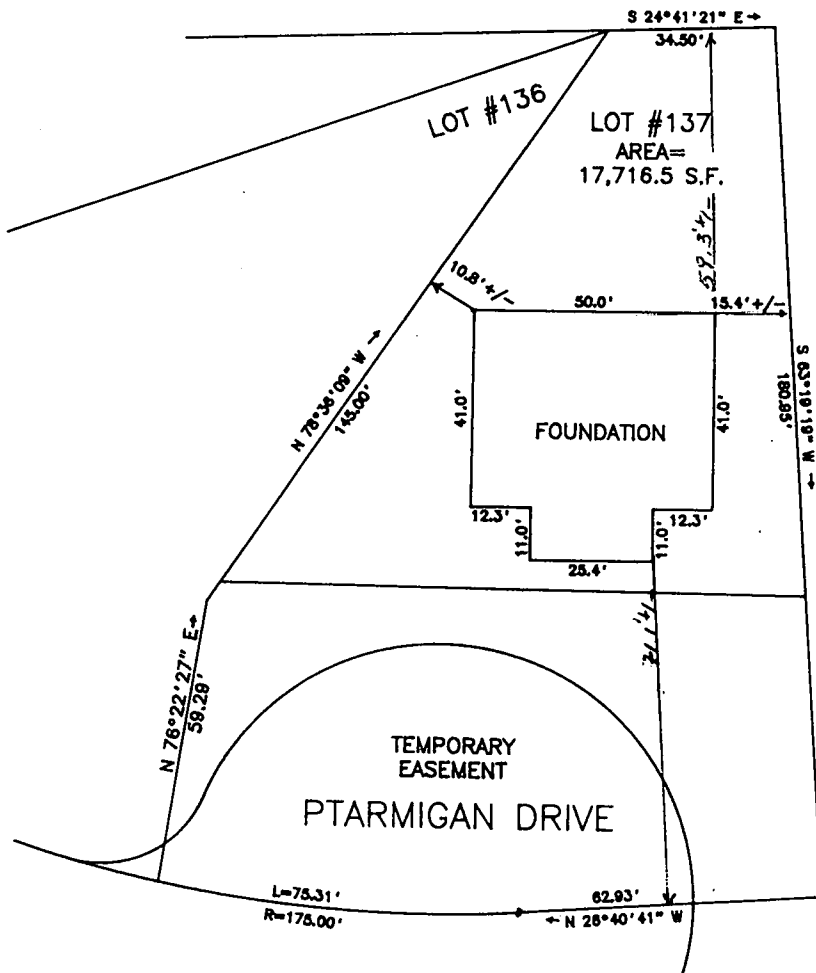 S 24°41'21" E →
34.50'
LOT #136
LOT #137
AREA=
17,716.5 S.F.
59.3'+/-
10.8'+/-
50.0'
15.4'+/-
N 78°36'09" W →
145.00'
S 63°19'19" W →
180.95'
41.0'
FOUNDATION
41.0'
12.3'
11.0'
25.4'
11.0'
12.3'
N 76°22'27" E→
59.29'
TEMPORARY
EASEMENT
PTARMIGAN DRIVE
L=75.31'
R=175.00'
62.93'
← N 26°40'41" W